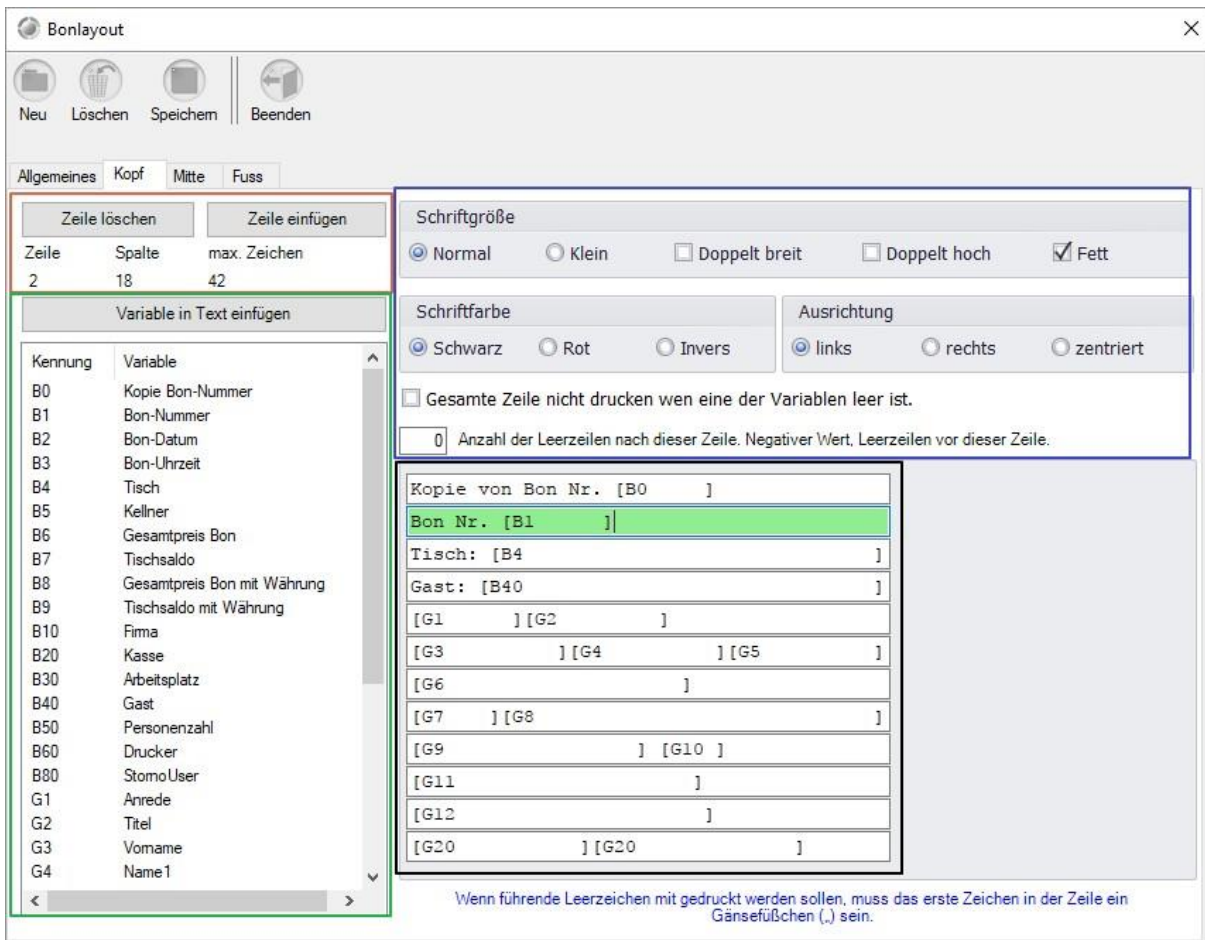 Bonlayout
Neu Löschen Speichern Beenden
Allgemeines Kopf Mitte Fuss
Zeile löschen Zeile einfügen
Zeile Spalte max. Zeichen
2 18 42
Variable in Text einfügen
Kennung Variable
B0 Kopie Bon-Nummer
B1 Bon-Nummer
B2 Bon-Datum
B3 Bon-Uhrzeit
B4 Tisch
B5 Kellner
B6 Gesamtpreis Bon
B7 Tischsaldo
B8 Gesamtpreis Bon mit Währung
B9 Tischsaldo mit Währung
B10 Firma
B20 Kasse
B30 Arbeitsplatz
B40 Gast
B50 Personenzahl
B60 Drucker
B80 StornoUser
G1 Anrede
G2 Titel
G3 Vorname
G4 Name1
Schriftgröße
Normal Klein Doppelt breit Doppelt hoch Fett
Schriftfarbe Ausrichtung
Schwarz Rot Invers links rechts zentriert
Gesamte Zeile nicht drucken wen eine der Variablen leer ist.
0 Anzahl der Leerzeilen nach dieser Zeile. Negativer Wert, Leerzeilen vor dieser Zeile.
Kopie von Bon Nr. [B0     ]
Bon Nr. [B1      ]
Tisch: [B4                               ]
Gast: [B40                               ]
[G1      ][G2         ]
[G3          ][G4          ][G5          ]
[G6                     ]
[G7    ][G8                              ]
[G9                 ] [G10 ]
[G11                     ]
[G12                      ]
[G20           ][G20              ]
Wenn führende Leerzeichen mit gedruckt werden sollen, muss das erste Zeichen in der Zeile ein
Gänsefüßchen („) sein.